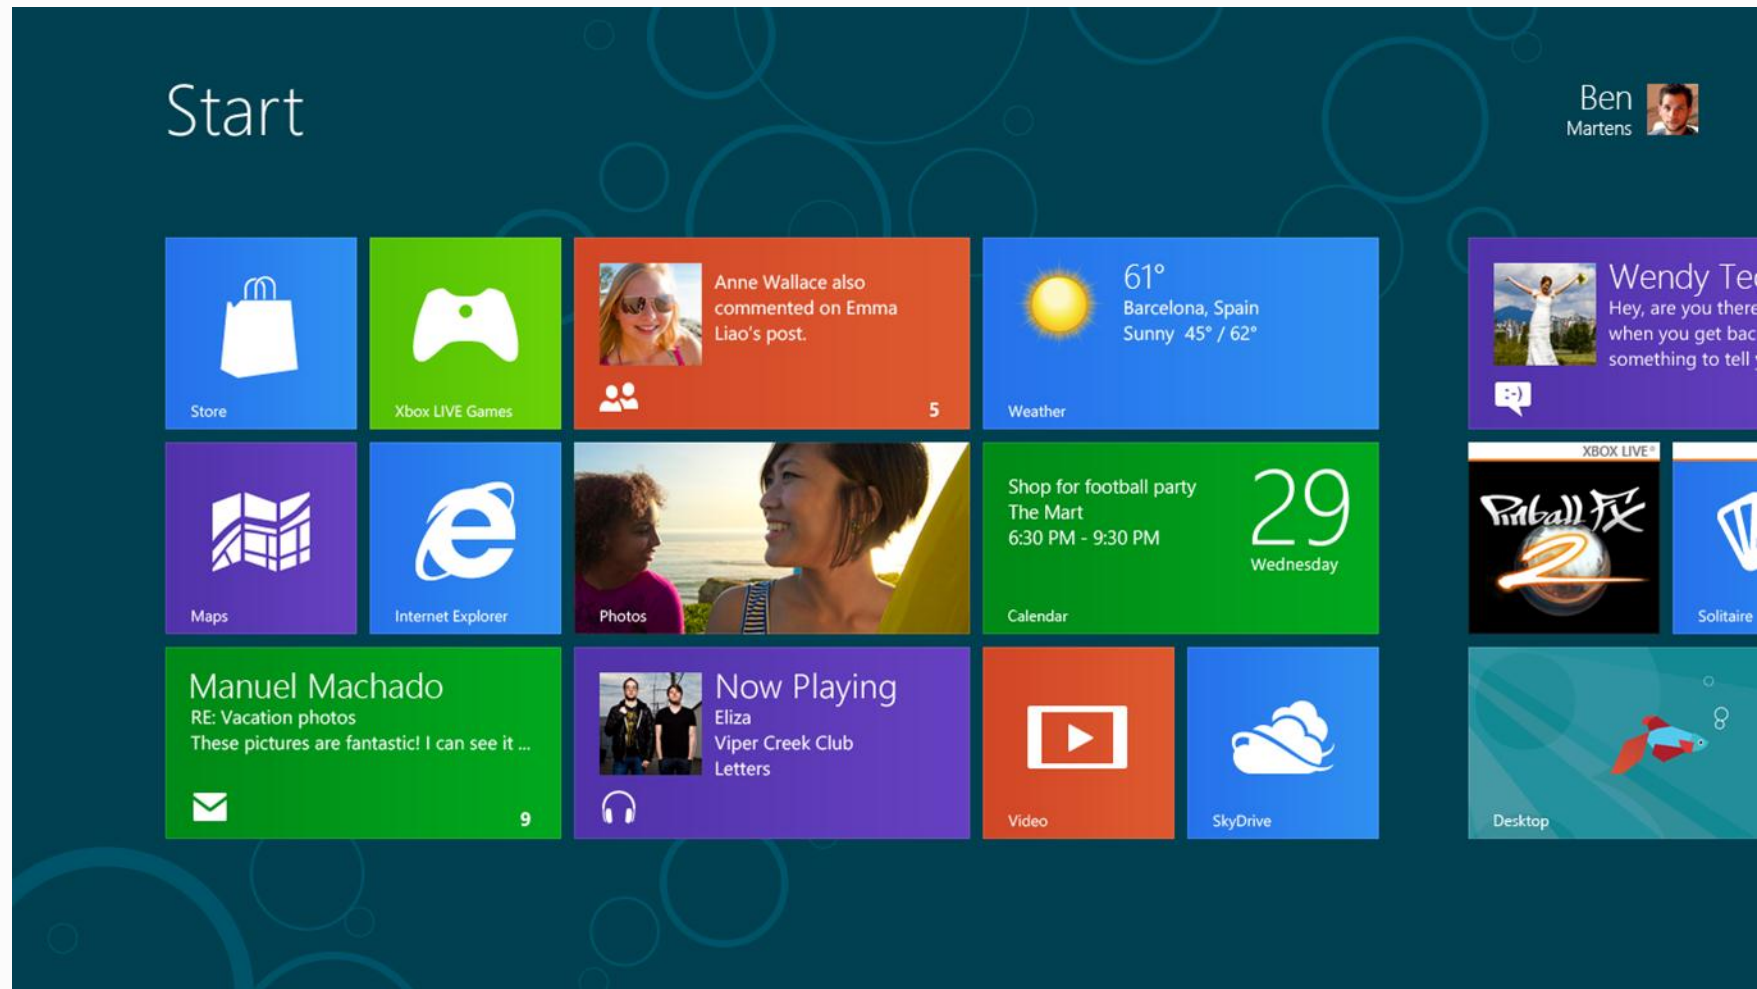 Start
Ben
Martens
Store
Xbox LIVE Games
Anne Wallace also
commented on Emma
Liao's post.
5
61°
Barcelona, Spain
Sunny 45° / 62°
Weather
Wendy
Hey, are you there
when you get
something to tell
:-)
Maps
Internet Explorer
Photos
Shop for football party
The Mart
6:30 PM - 9:30 PM
29
Wednesday
Calendar
XBOX LIVE®
Pinball FX
2
Solitaire
Manuel Machado
RE: Vacation photos
These pictures are fantastic! I can see it ...
9
Now Playing
Eliza
Viper Creek Club
Letters
Video
SkyDrive
Desktop